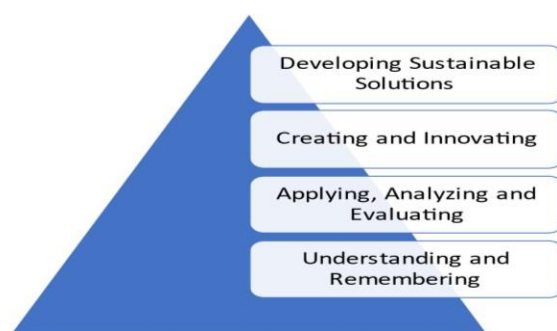 Developing Sustainable
Solutions
Creating and Innovating
Applying, Analyzing and
Evaluating
Understanding and
Remembering